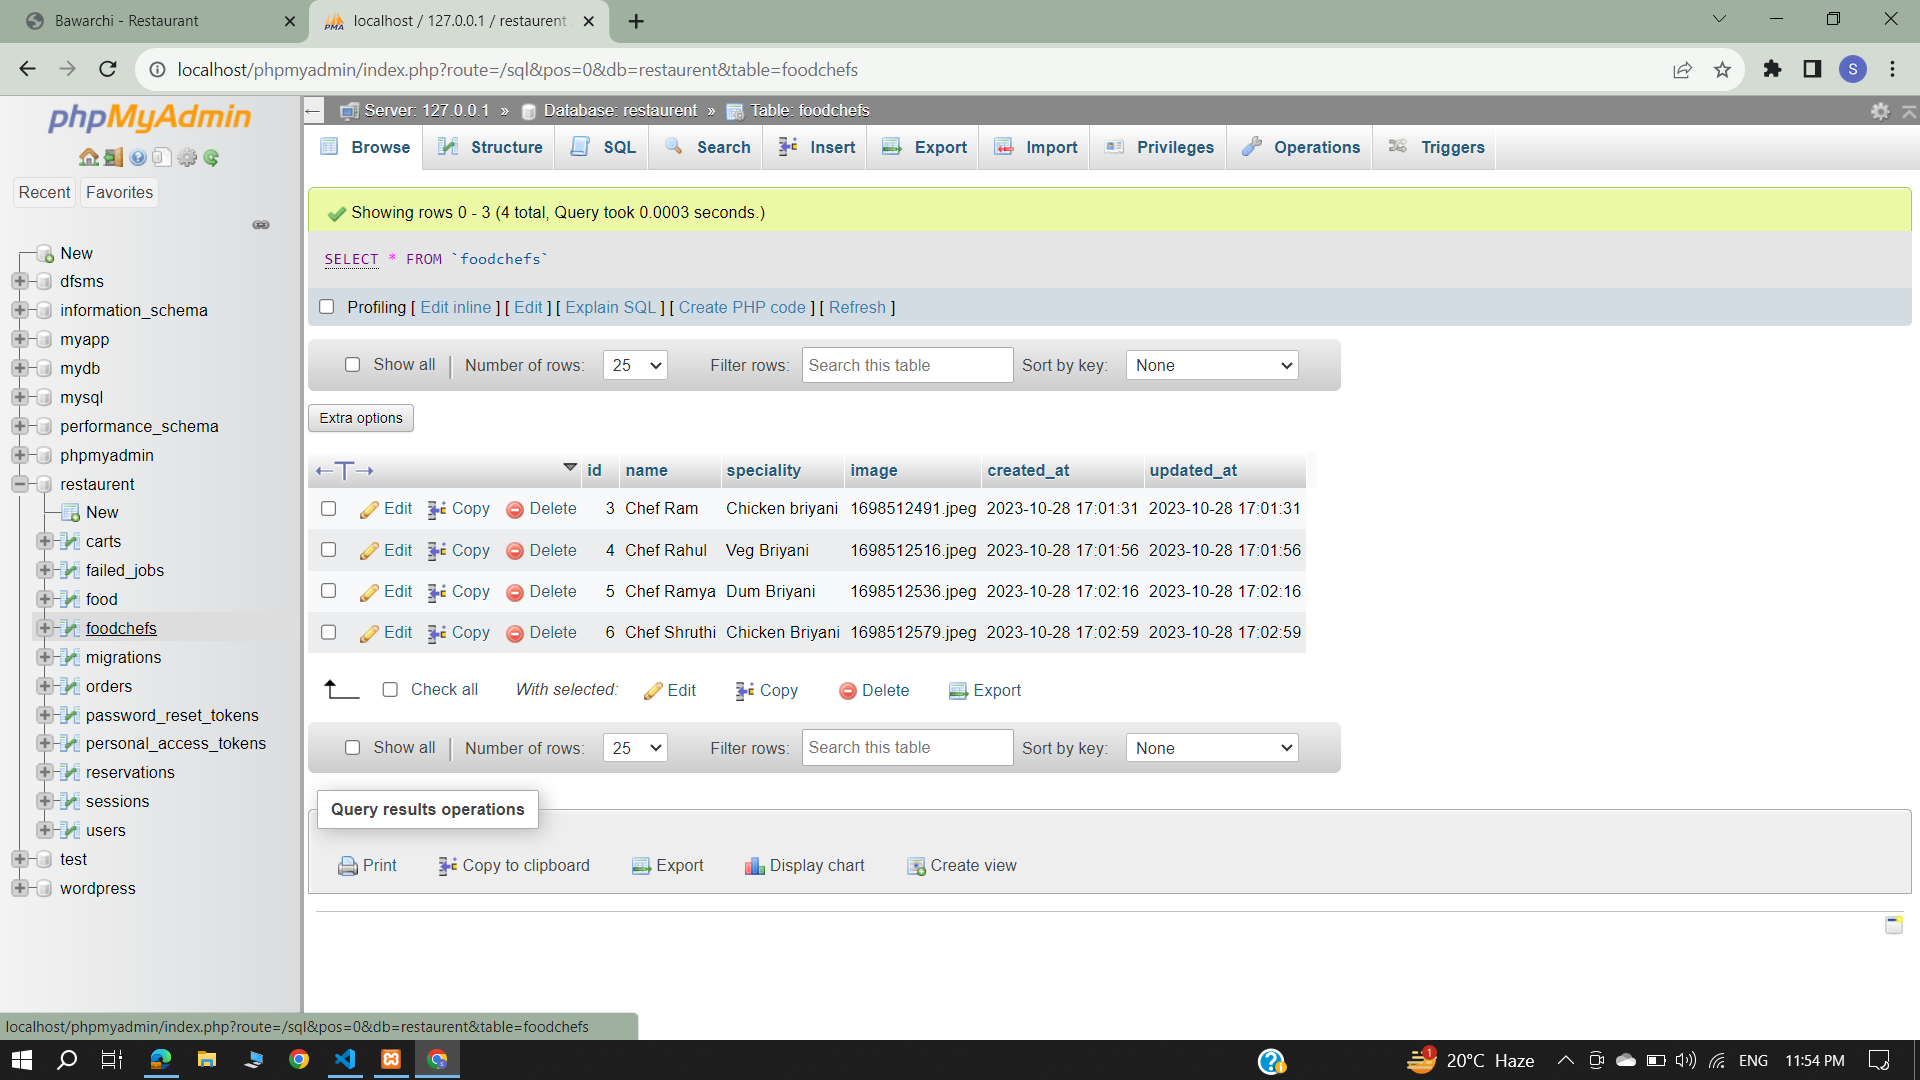 Bawarchi - Restaurant
localhost / 127.0.0.1 / restaurent
localhost/phpmyadmin/index.php?route=/sql&pos=0&db=restaurent&table=foodchefs
S
phpMyAdmin
Recent Favorites
New
dfsms
information_schema
myapp
mydb
mysql
performance_schema
phpmyadmin
restaurent
New
carts
failed_jobs
food
foodchefs
migrations
orders
password_reset_tokens
personal_access_tokens
reservations
sessions
users
test
wordpress
Server: 127.0.0.1 » Database: restaurent » Table: foodchefs
Browse Structure SQL Search Insert Export Import Privileges Operations Triggers
Showing rows 0 - 3 (4 total, Query took 0.0003 seconds.)
SELECT * FROM `foodchefs`
Profiling [ Edit inline ] [ Edit ] [ Explain SQL ] [ Create PHP code ] [ Refresh ]
Show all Number of rows: 25 Filter rows: Search this table Sort by key: None
Extra options
id name speciality image created_at updated_at
Edit Copy Delete 3 Chef Ram Chicken briyani 1698512491.jpeg 2023-10-28 17:01:31 2023-10-28 17:01:31
Edit Copy Delete 4 Chef Rahul Veg Briyani 1698512516.jpeg 2023-10-28 17:01:56 2023-10-28 17:01:56
Edit Copy Delete 5 Chef Ramya Dum Briyani 1698512536.jpeg 2023-10-28 17:02:16 2023-10-28 17:02:16
Edit Copy Delete 6 Chef Shruthi Chicken Briyani 1698512579.jpeg 2023-10-28 17:02:59 2023-10-28 17:02:59
Check all With selected: Edit Copy Delete Export
Show all Number of rows: 25 Filter rows: Search this table Sort by key: None
Query results operations
Print Copy to clipboard Export Display chart Create view
localhost/phpmyadmin/index.php?route=/sql&pos=0&db=restaurent&table=foodchefs
1 20°C Haze ENG 11:54 PM